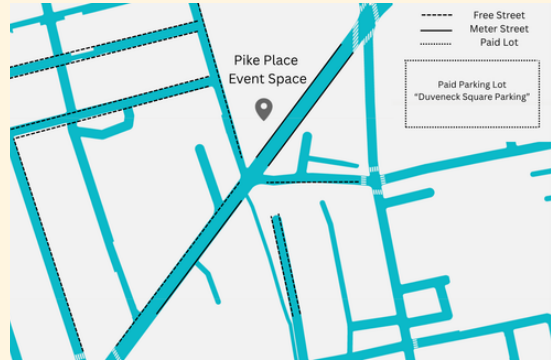 Free Street
Meter Street
Paid Lot
Pike Place
Event Space
Paid Parking Lot
"Duveneck Square Parking"